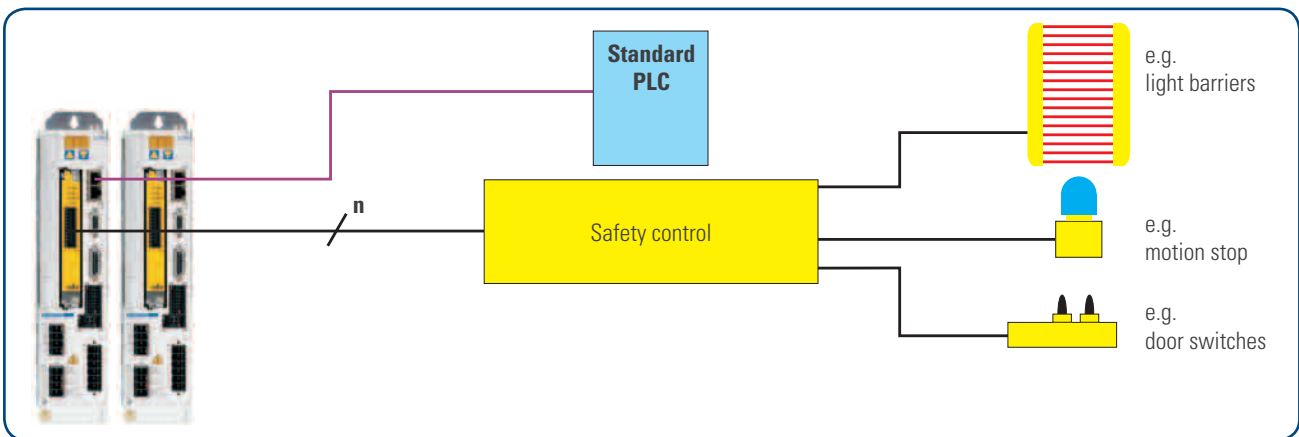 Standard
PLC
e.g.
light barriers
n
Safety control
e.g.
motion stop
e.g.
door switches